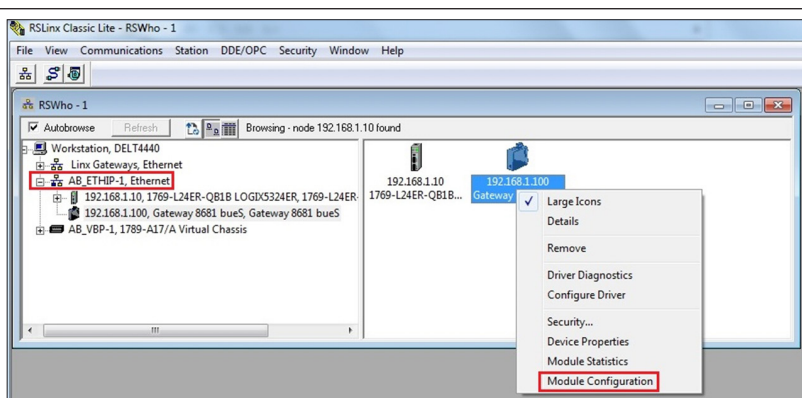 RSLinx Classic Lite - RSWho - 1
File View Communications Station DDE/OPC Security Window Help
RSWho - 1
Autobrowse Refresh Browsing - node 192.168.1.10 found
Workstation, DELT4440
Linx Gateways, Ethernet
AB_ETHIP-1, Ethernet
192.168.1.10, 1769-L24ER-QB1B LOGIX5324ER, 1769-L24ER-
192.168.1.100, Gateway 8681 bueS, Gateway 8681 bueS
AB_VBP-1, 1789-A17/A Virtual Chassis
192.168.1.10
1769-L24ER-QB1B...
192.168.1.100
Gateway
Large Icons
Details
Remove
Driver Diagnostics
Configure Driver
Security...
Device Properties
Module Statistics
Module Configuration